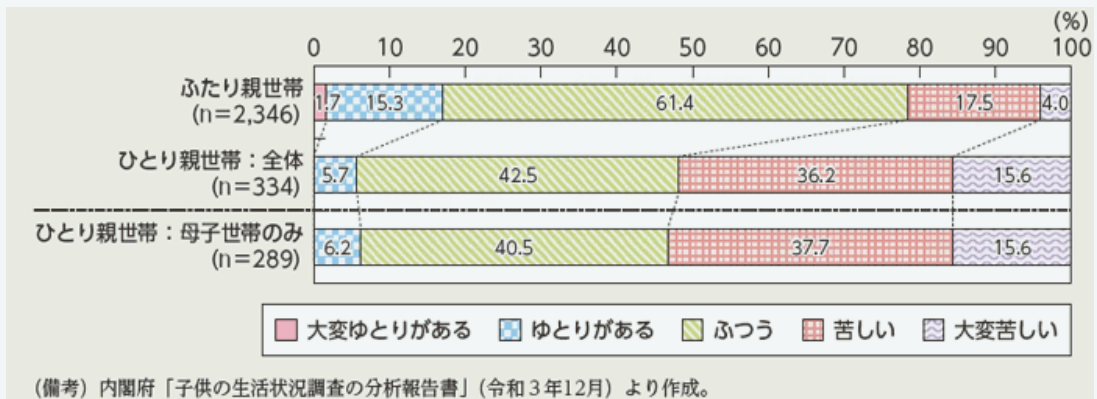 (%)
0 10 20 30 40 50 60 70 80 90 100
ふたり親世帯
(n=2,346)
1.7 15.3 61.4 17.5 4.0
ひとり親世帯：全体
(n=334)
5.7 42.5 36.2 15.6
ひとり親世帯：母子世帯のみ
(n=289)
6.2 40.5 37.7 15.6
大変ゆとりがある ゆとりがある ふつう 苦しい 大変苦しい
（備考）内閣府「子供の生活状況調査の分析報告書」（令和３年12月）より作成。